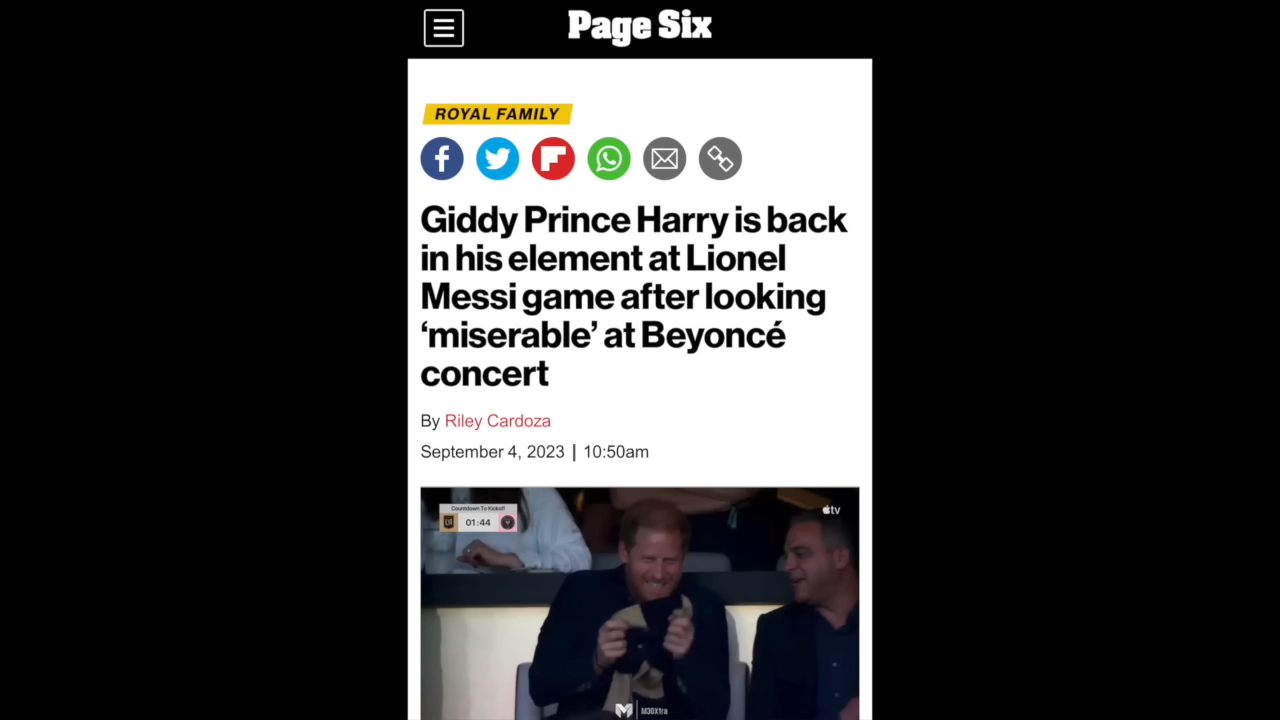 Page Six
ROYAL FAMILY
Giddy Prince Harry is back
in his element at Lionel
Messi game after looking
‘miserable’ at Beyoncé
concert
By Riley Cardoza
September 4, 2023 | 10:50am
Countdown To Kickoff
01:44
tv
M30Xtra